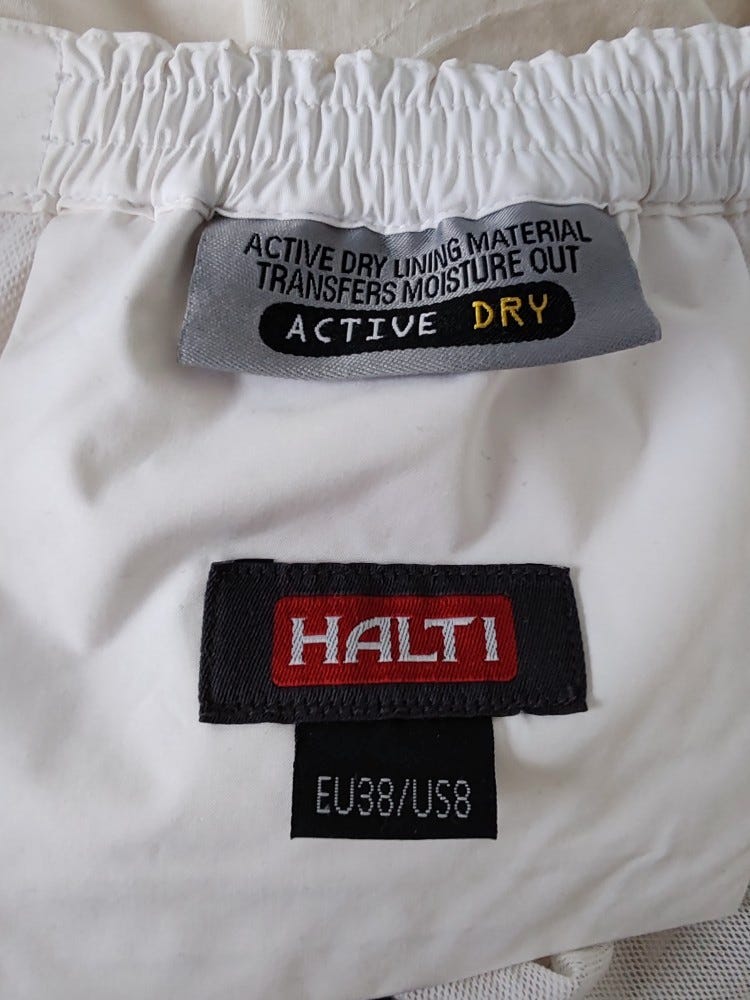 ACTIVE DRY LINING MATERIAL
TRANSFERS MOISTURE OUT
ACTIVE DRY
HALTI
EU38/US8